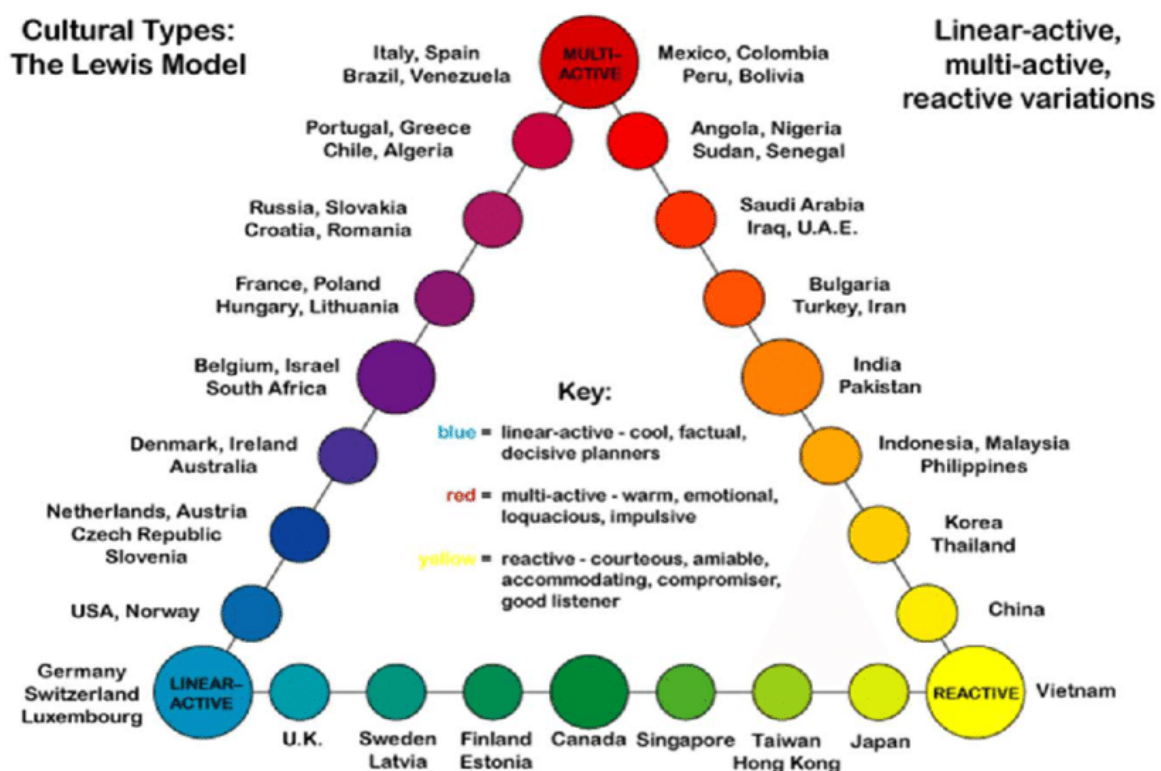 Cultural Types:
The Lewis Model
Linear-active,
multi-active,
reactive variations
MULTI-
ACTIVE
Italy, Spain
Brazil, Venezuela
Mexico, Colombia
Peru, Bolivia
Portugal, Greece
Chile, Algeria
Angola, Nigeria
Sudan, Senegal
Russia, Slovakia
Croatia, Romania
Saudi Arabia
Iraq, U.A.E.
France, Poland
Hungary, Lithuania
Bulgaria
Turkey, Iran
Belgium, Israel
South Africa
India
Pakistan
Key:
blue = linear-active - cool, factual,
decisive planners
red = multi-active - warm, emotional,
loquacious, impulsive
yellow = reactive - courteous, amiable,
accommodating, compromiser,
good listener
Denmark, Ireland
Australia
Indonesia, Malaysia
Philippines
Netherlands, Austria
Czech Republic
Slovenia
Korea
Thailand
USA, Norway
China
Germany
Switzerland
Luxembourg
LINEAR-
ACTIVE
REACTIVE
Vietnam
U.K.
Sweden
Latvia
Finland
Estonia
Canada
Singapore
Taiwan
Hong Kong
Japan